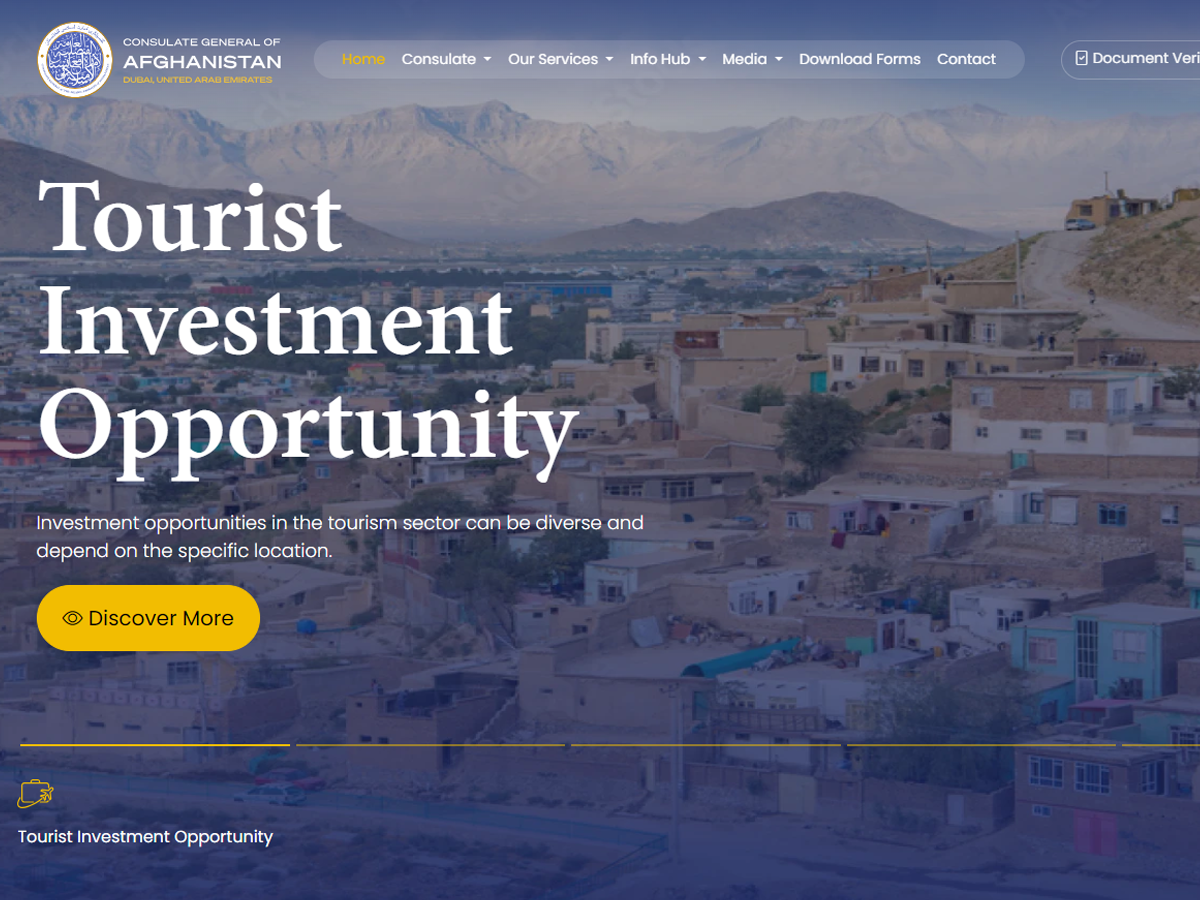 CONSULATE GENERAL OF
AFGHANISTAN
DUBAI, UNITED ARAB EMIRATES
Home
Consulate
Our Services
Info Hub
Media
Download Forms
Contact
Document Veri
Tourist
Investment
Opportunity
Investment opportunities in the tourism sector can be diverse and
depend on the specific location.
Discover More
Tourist Investment Opportunity